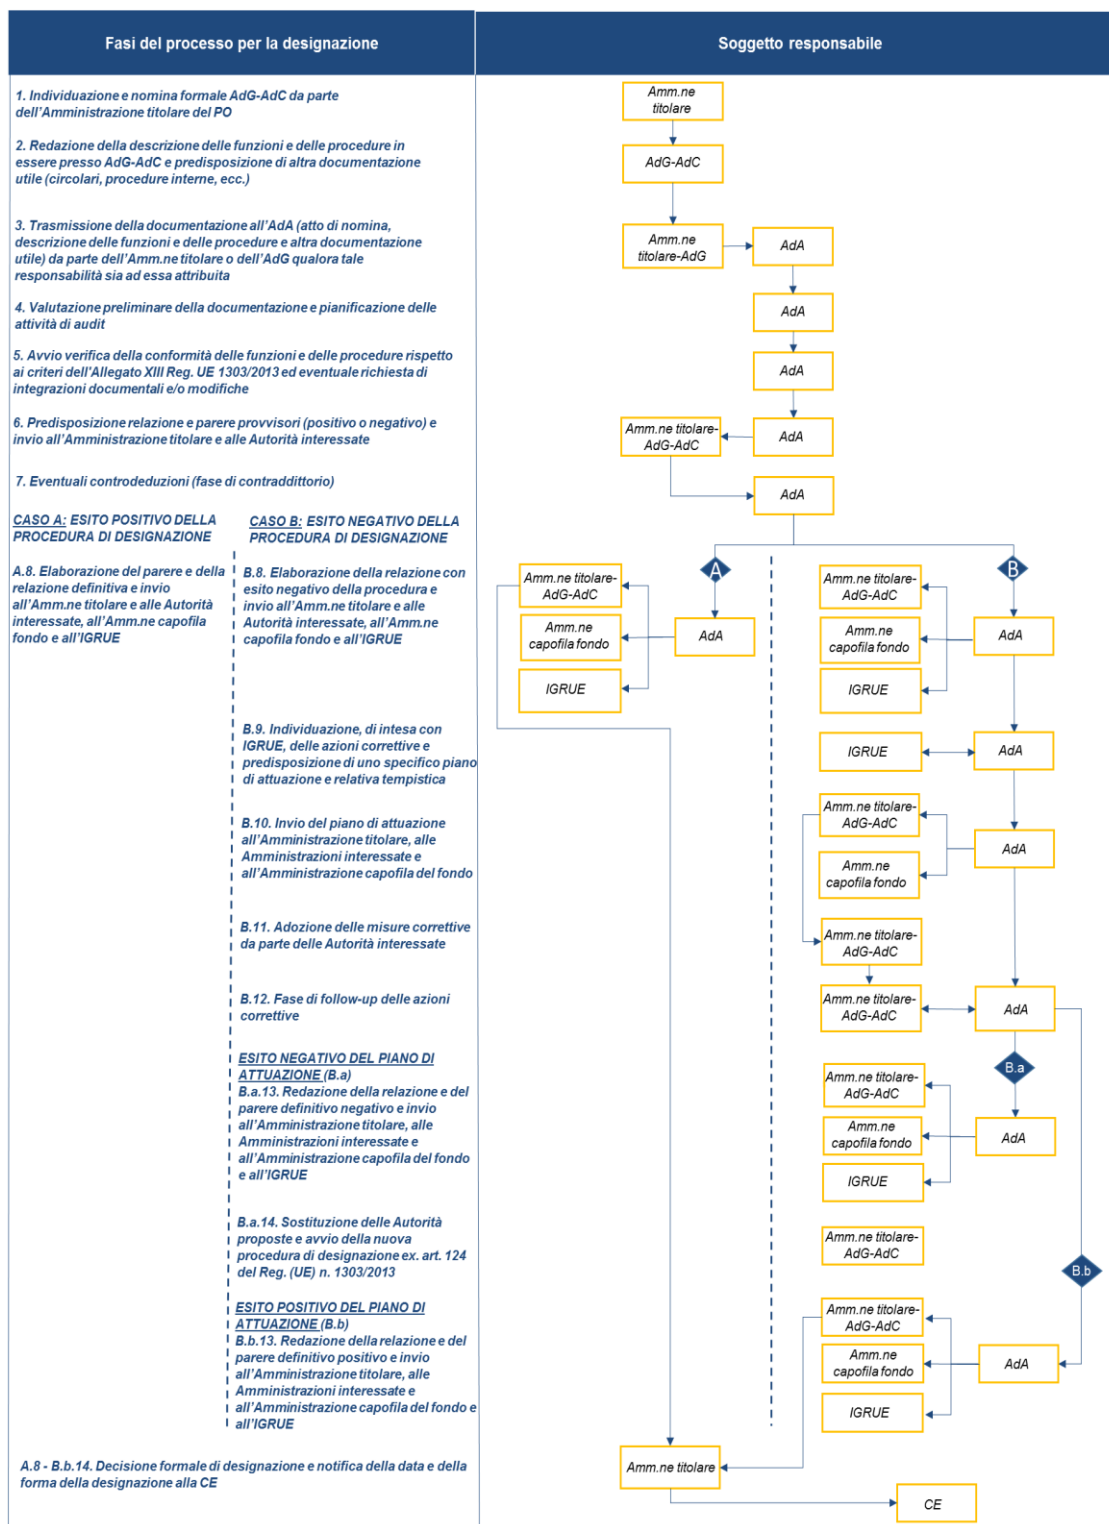 Fasi del processo per la designazione
Soggetto responsabile
1. Individuazione e nomina formale AdG-AdC da parte
dell'Amministrazione titolare del PO
2. Redazione della descrizione delle funzioni e delle procedure in
essere presso AdG-AdC e predisposizione di altra documentazione
utile (circolari, procedure interne, ecc.)
3. Trasmissione della documentazione all'AdA (atto di nomina,
descrizione delle funzioni e delle procedure e altra documentazione
utile) da parte dell'Amm.ne titolare o dell'AdG qualora tale
responsabilità sia ad essa attribuita
4. Valutazione preliminare della documentazione e pianificazione delle
attività di audit
5. Avvio verifica della conformità delle funzioni e delle procedure rispetto
ai criteri dell'Allegato XIII Reg. UE 1303/2013 ed eventuale richiesta di
integrazioni documentali e/o modifiche
6. Predisposizione relazione e parere provvisori (positivo o negativo) e
invio all'Amministrazione titolare e alle Autorità interessate
7. Eventuali controdeduzioni (fase di contraddittorio)
CASO A: ESITO POSITIVO DELLA
PROCEDURA DI DESIGNAZIONE
A.8. Elaborazione del parere e della
relazione definitiva e invio
all'Amm.ne titolare e alle Autorità
interessate, all'Amm.ne capofila
fondo e all'IGRUE
CASO B: ESITO NEGATIVO DELLA
PROCEDURA DI DESIGNAZIONE
B.8. Elaborazione della relazione con
esito negativo della procedura e
invio all'Amm.ne titolare e alle
Autorità interessate, all'Amm.ne
capofila fondo e all'IGRUE
B.9. Individuazione, di intesa con
IGRUE, delle azioni correttive e
predisposizione di uno specifico piano
di attuazione e relativa tempistica
B.10. Invio del piano di attuazione
all'Amministrazione titolare, alle
Amministrazioni interessate e
all'Amministrazione capofila del fondo
B.11. Adozione delle misure correttive
da parte delle Autorità interessate
B.12. Fase di follow-up delle azioni
correttive
ESITO NEGATIVO DEL PIANO DI
ATTUAZIONE (B.a)
B.a.13. Redazione della relazione e del
parere definitivo negativo e invio
all'Amministrazione titolare, alle
Amministrazioni interessate e
all'Amministrazione capofila del fondo
e all'IGRUE
B.a.14. Sostituzione delle Autorità
proposte e avvio della nuova
procedura di designazione ex. art. 124
del Reg. (UE) n. 1303/2013
ESITO POSITIVO DEL PIANO DI
ATTUAZIONE (B.b)
B.b.13. Redazione della relazione e del
parere definitivo positivo e invio
all'Amministrazione titolare, alle
Amministrazioni interessate e
all'Amministrazione capofila del fondo e
all'IGRUE
A.8 - B.b.14. Decisione formale di designazione e notifica della data e della
forma della designazione alla CE
Amm.ne
titolare
AdG-AdC
Amm.ne
titolare-AdG
AdA
AdA
AdA
Amm.ne titolare-
AdG-AdC
AdA
AdA
A
B
Amm.ne titolare-
AdG-AdC
Amm.ne
capofila fondo
AdA
IGRUE
Amm.ne titolare-
AdG-AdC
Amm.ne
capofila fondo
AdA
IGRUE
IGRUE
AdA
Amm.ne titolare-
AdG-AdC
AdA
Amm.ne
capofila fondo
Amm.ne titolare-
AdG-AdC
Amm.ne titolare-
AdG-AdC
AdA
B.a
Amm.ne titolare-
AdG-AdC
Amm.ne
capofila fondo
AdA
IGRUE
Amm.ne titolare-
AdG-AdC
B.b
Amm.ne titolare-
AdG-AdC
Amm.ne
capofila fondo
AdA
IGRUE
Amm.ne titolare
CE